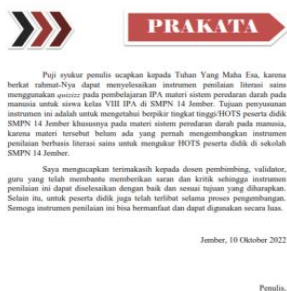 PRAKATA
Puji syukur penulis ucapkan kepada Tuhan Yang Maha Esa, karena
berkat rahmat-Nya dapat menyelesaikan instrumen penilaian literasi sains
menggunakan quizizz pada pembelajaran IPA materi sistem peredaran darah pada
manusia untuk siswa kelas VIII IPA di SMPN 14 Jember. Tujuan penyusunan
instrumen ini adalah untuk mengetahui berpikir tingkat tinggi/HOTS peserta didik
SMPN 14 Jember khususnya pada materi sistem peredaran darah pada manusia,
karena materi tersebut belum ada yang pernah mengembangkan instrumen
penilaian berbasis literasi sains untuk mengukur HOTS peserta didik di sekolah
SMPN 14 Jember.
Saya mengucapkan terimakasih kepada dosen pembimbing, validator,
guru yang telah membantu memberikan saran dan kritik sehingga instrumen
penilaian ini dapat diselesaikan dengan baik dan sesuai tujuan yang diharapkan.
Selain itu, untuk peserta didik juga telah terlibat selama proses pengembangan.
Semoga instrumen penilaian ini bisa bermanfaat dan dapat digunakan secara luas.
Jember, 10 Oktober 2022
Penulis.